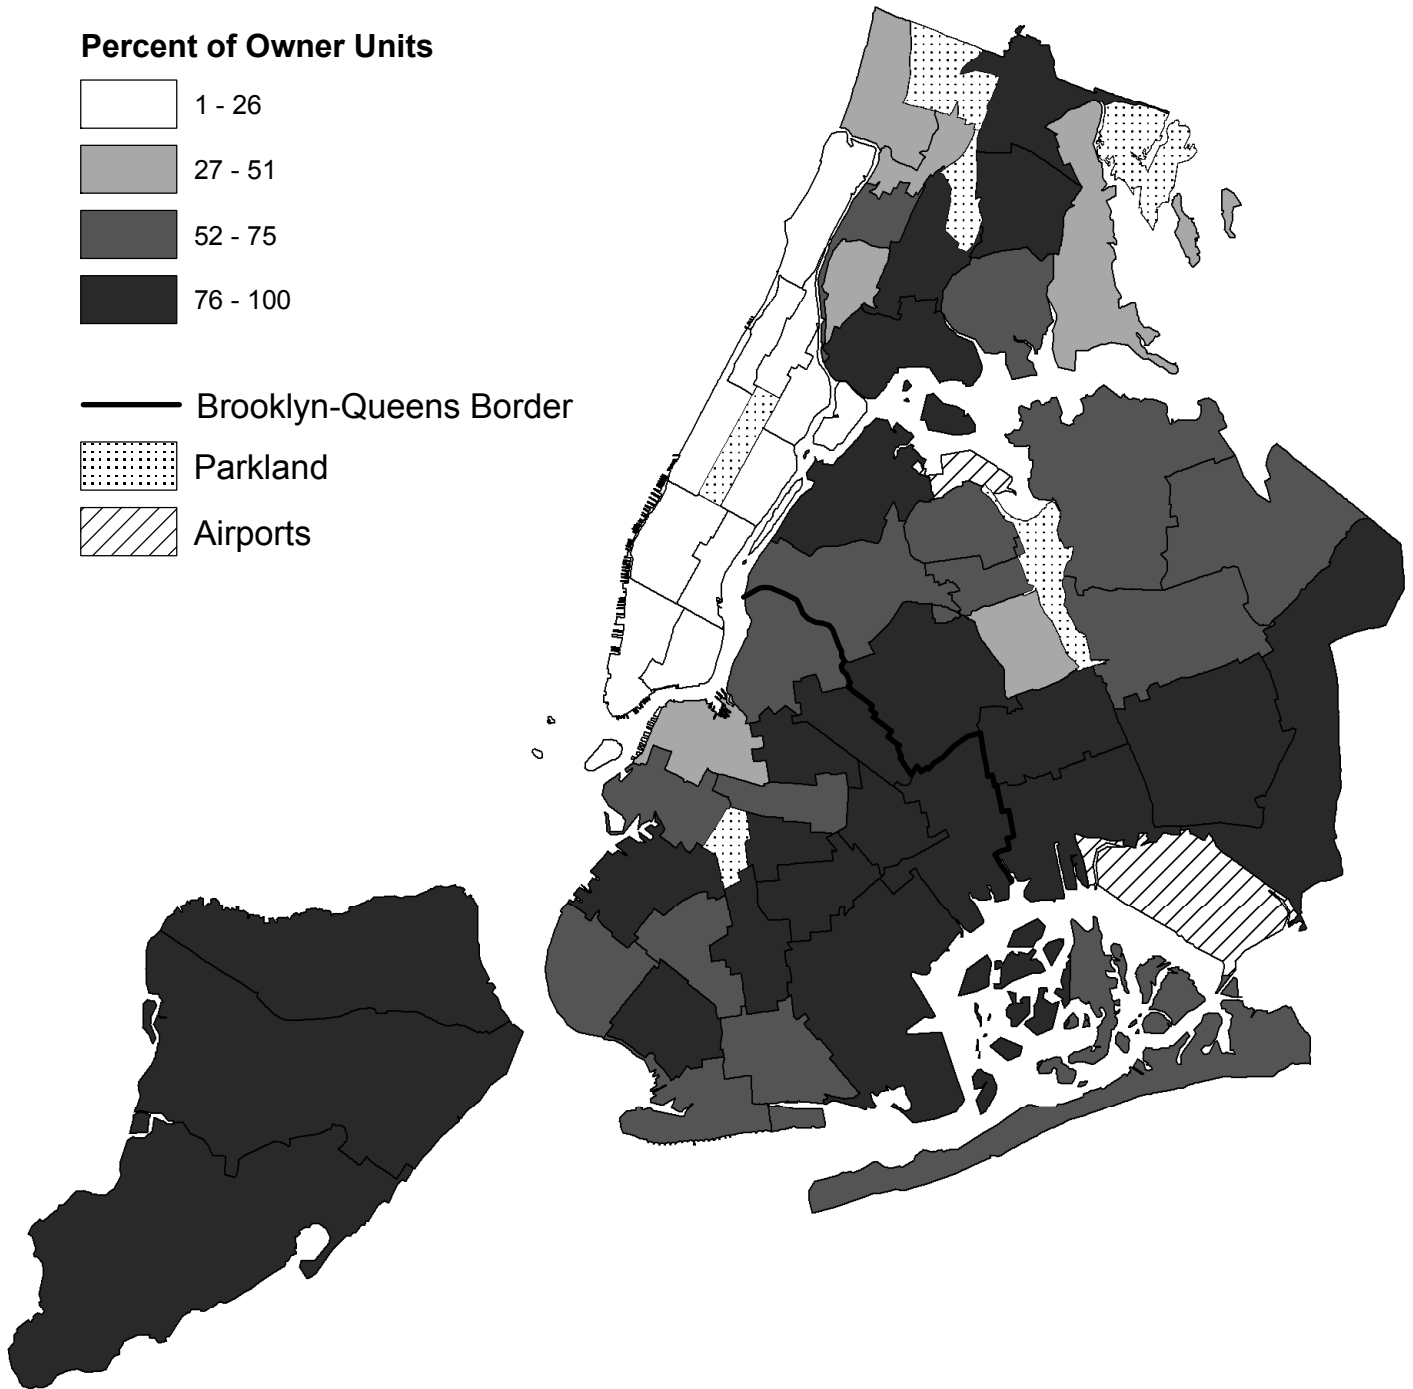 Percent of Owner Units
1 - 26
27 - 51
52 - 75
76 - 100
Brooklyn-Queens Border
Parkland
Airports